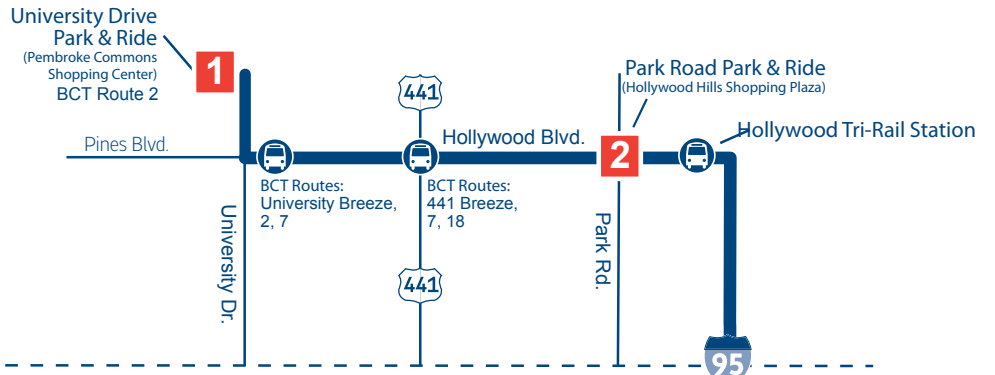 University Drive
Park & Ride
(Pembroke Commons
Shopping Center)
BCT Route 2
1
441
Park Road Park & Ride
(Hollywood Hills Shopping Plaza)
Hollywood Tri-Rail Station
Pines Blvd.
Hollywood Blvd.
2
BCT Routes:
University Breeze,
2, 7
BCT Routes:
441 Breeze,
7, 18
University Dr.
441
Park Rd.
95